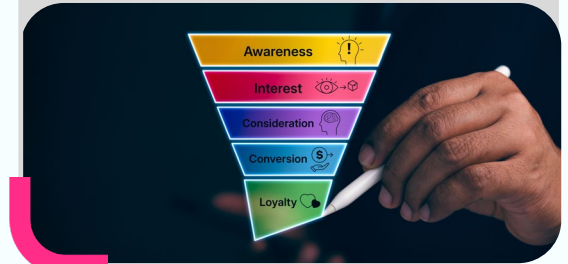 Awareness
Interest
Consideration
Conversion
Loyalty